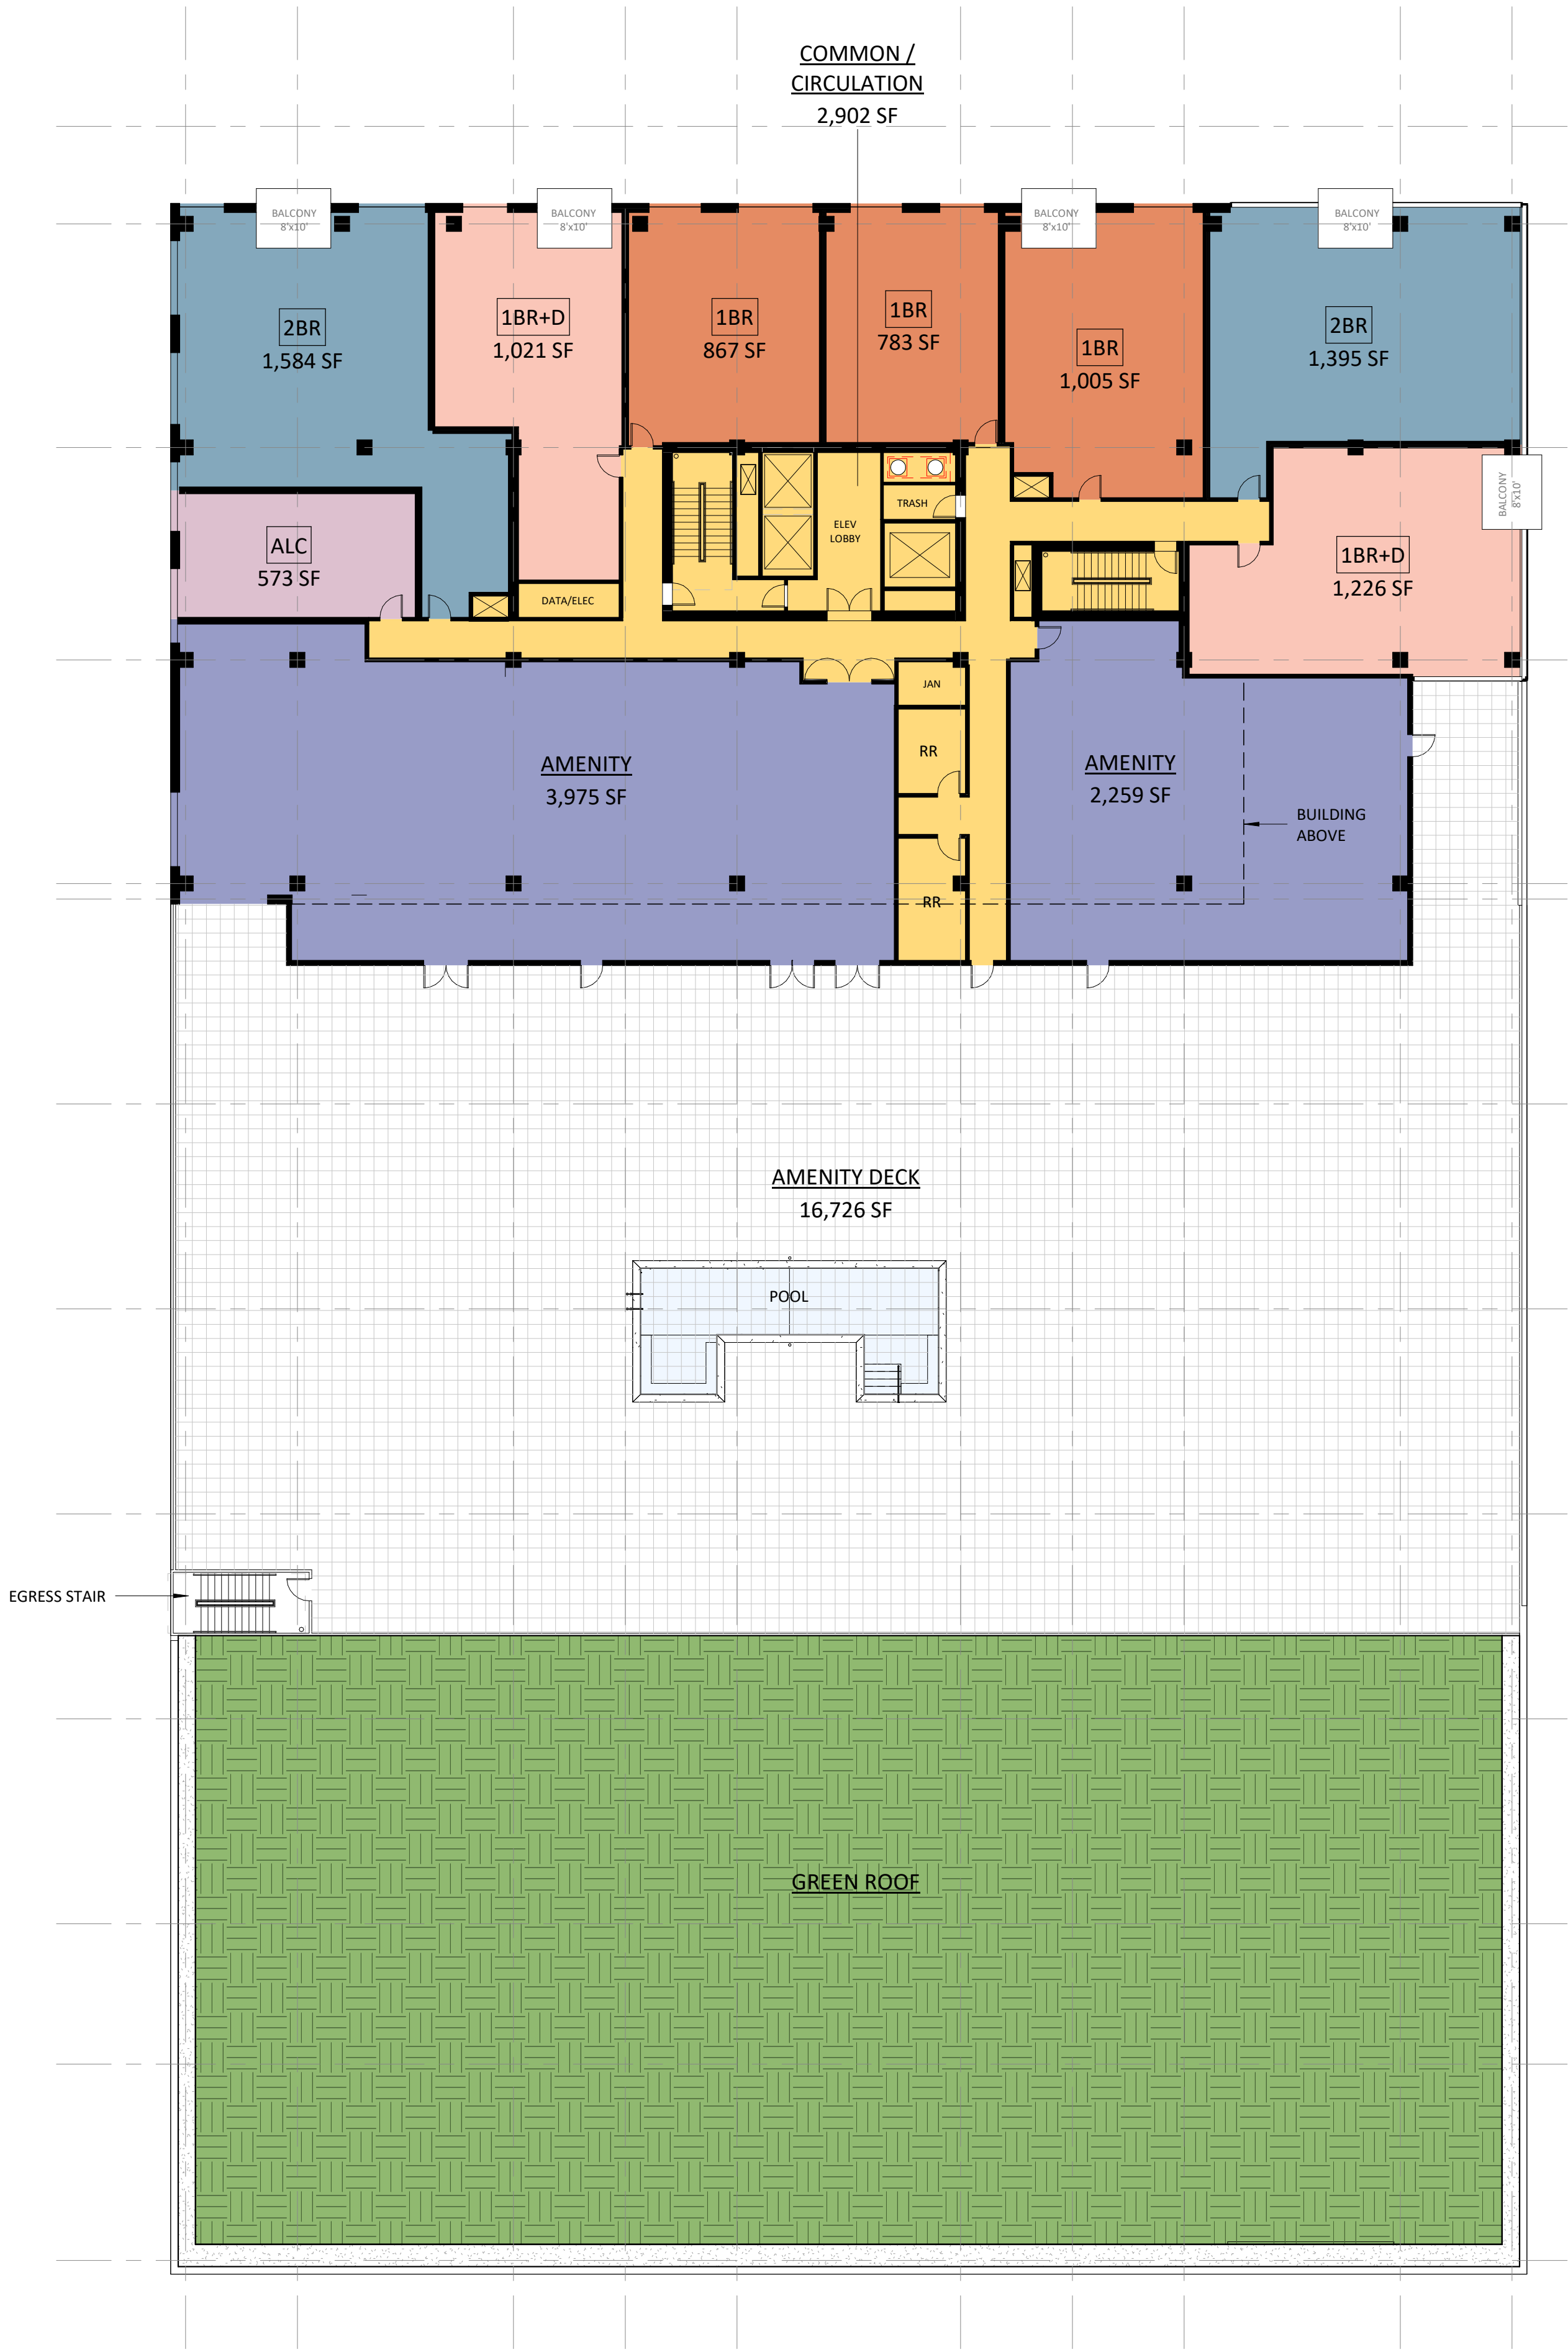 COMMON /
CIRCULATION
2,902 SF
BALCONY
8'x10'
BALCONY
8'x10'
BALCONY
8'x10'
BALCONY
8'x10'
2BR
1,584 SF
1BR+D
1,021 SF
1BR
867 SF
1BR
783 SF
1BR
1,005 SF
2BR
1,395 SF
BALCONY
8'x10'
TRASH
ELEV
LOBBY
ALC
573 SF
DATA/ELEC
1BR+D
1,226 SF
JAN
RR
AMENITY
3,975 SF
AMENITY
2,259 SF
BUILDING
ABOVE
RR
AMENITY DECK
16,726 SF
POOL
EGRESS STAIR
GREEN ROOF